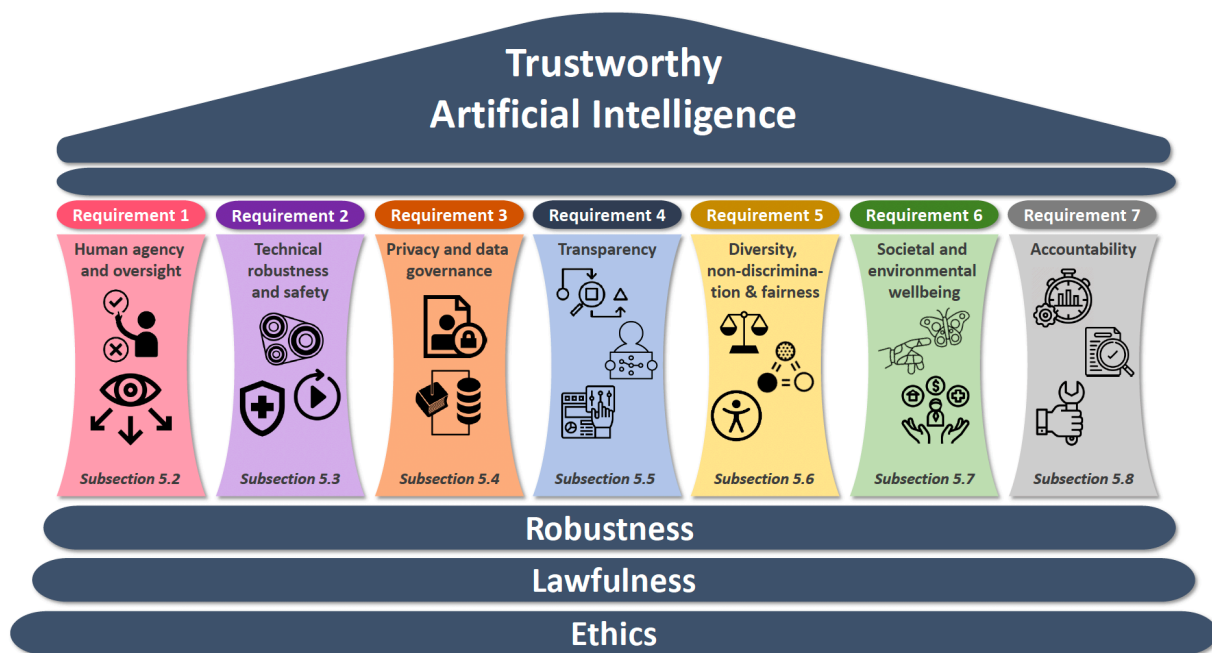 Trustworthy
Artificial Intelligence
Requirement 1
Requirement 2
Requirement 3
Requirement 4
Requirement 5
Requirement 6
Requirement 7
Human agency
and oversight
Technical
robustness
and safety
Privacy and data
governance
Transparency
Diversity,
non-discrimina-
tion & fairness
Societal and
environmental
wellbeing
Accountability
$
Subsection 5.2
Subsection 5.3
Subsection 5.4
Subsection 5.5
Subsection 5.6
Subsection 5.7
Subsection 5.8
Robustness
Lawfulness
Ethics